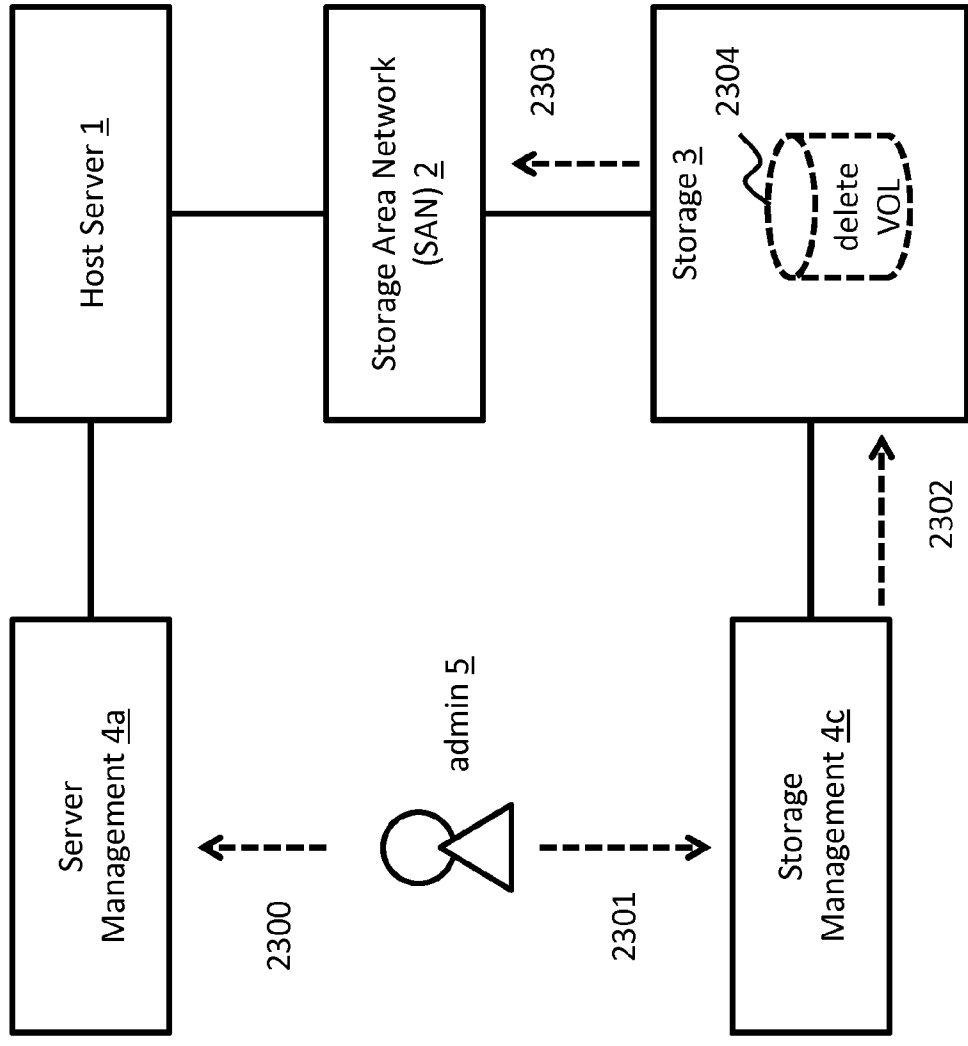 Server
Management 4a
Host Server 1
2300
admin 5
Storage Area Network
(SAN) 2
2301
2303
Storage
Management 4c
Storage 3
2304
delete
VOL
2302